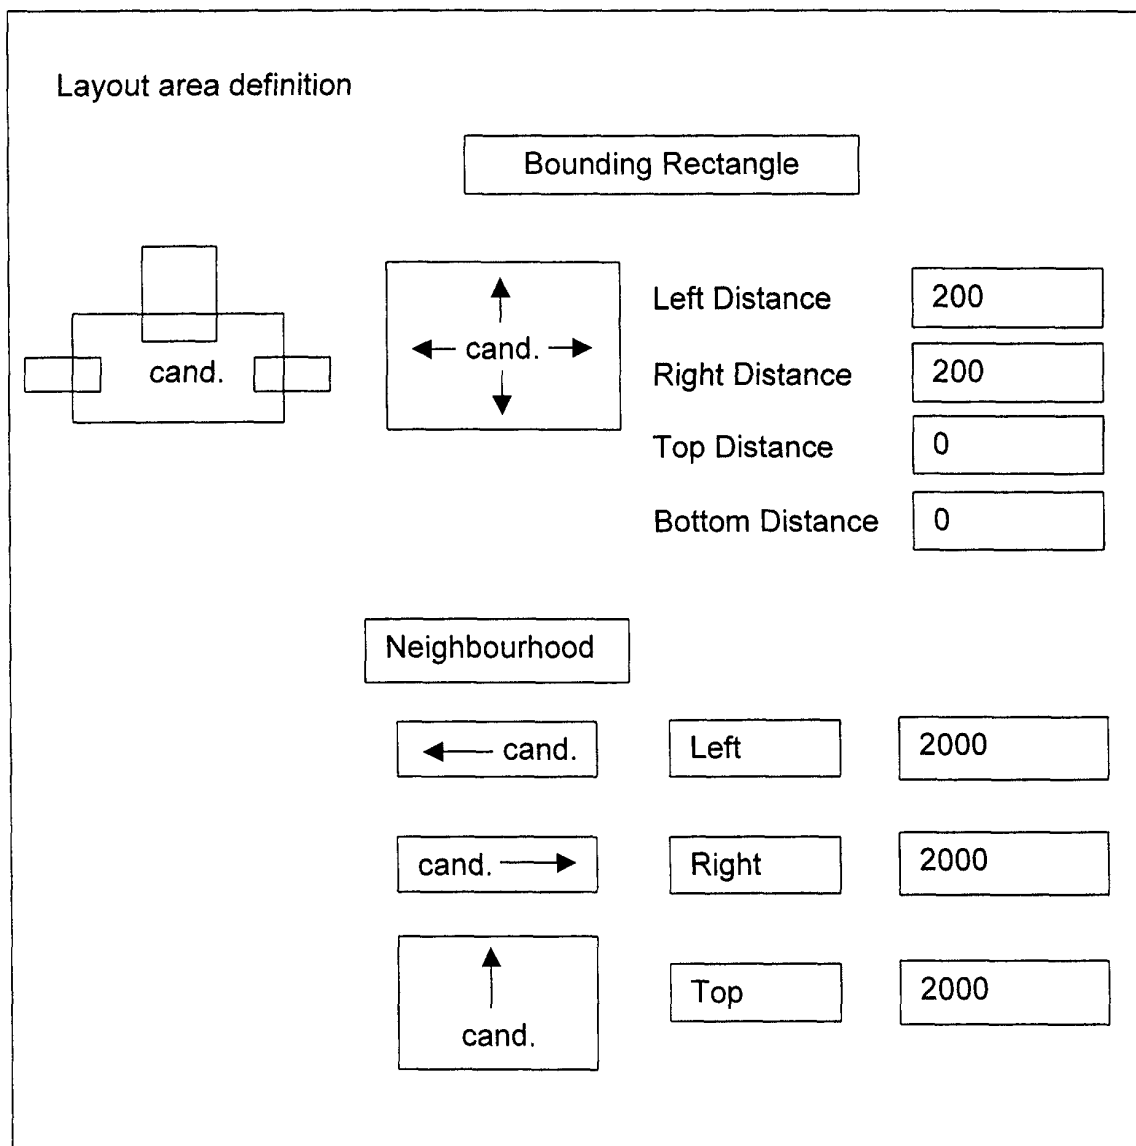 Layout area definition
Bounding Rectangle
cand.
cand.
Left Distance 200
Right Distance 200
Top Distance 0
Bottom Distance 0
Neighbourhood
cand. Left 2000
cand. Right 2000
cand. Top 2000